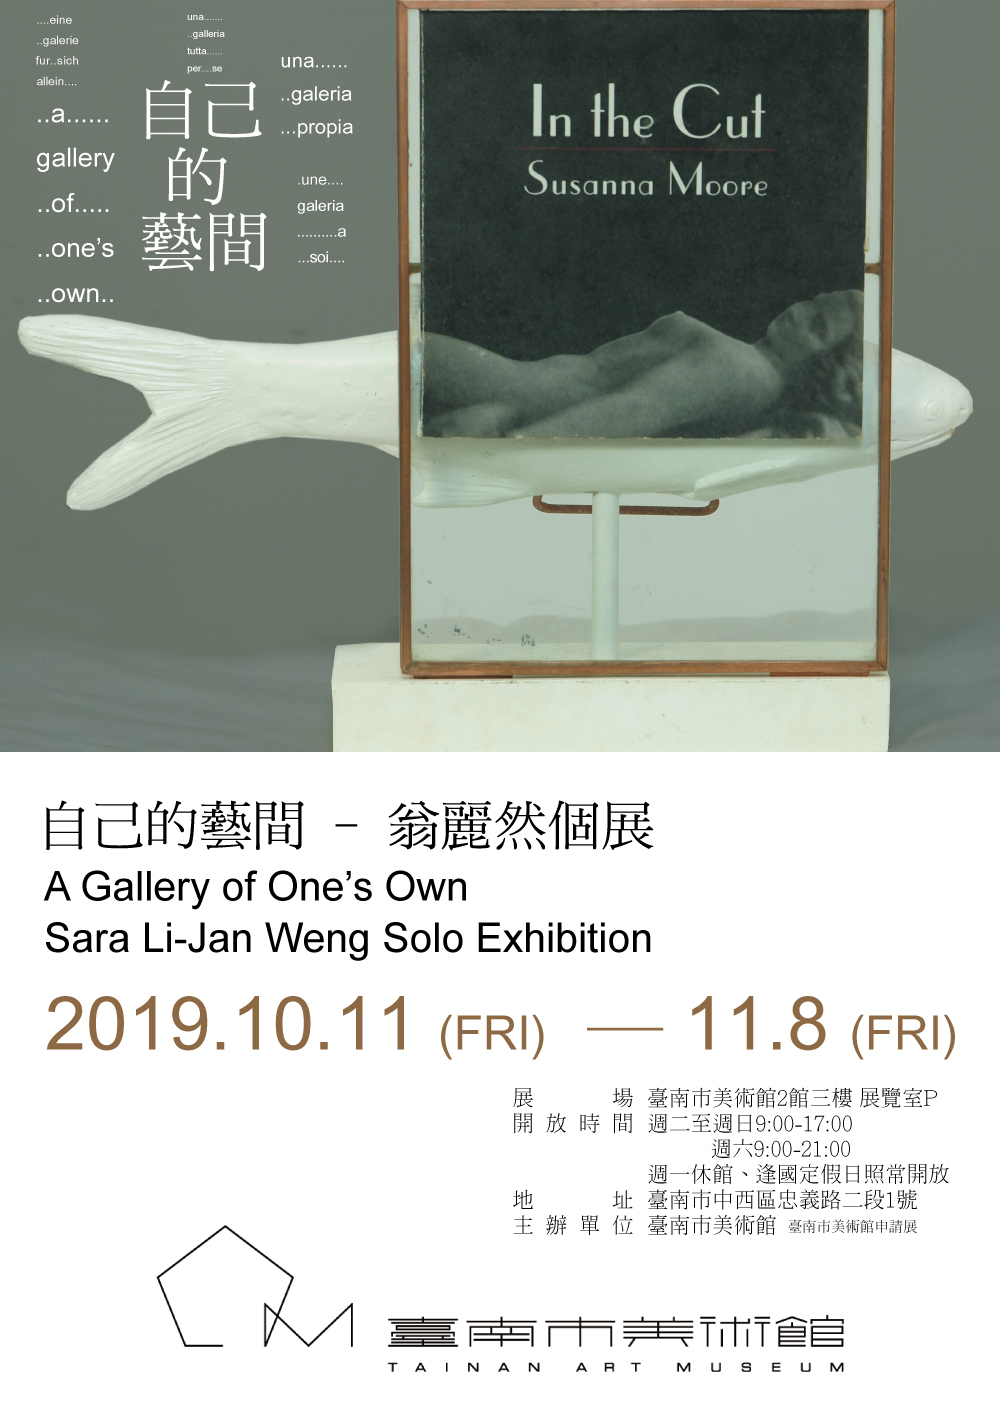 ....eine
..galerie
fur..sich
allein....
una.......
..galleria
tutta......
per....se
una......
..galeria
...propia
..a......
gallery
..of.....
..one's
..own..
自己
的
藝間
.une....
galeria
..........a
...soi....
In the Cut
Susanna Moore
自己的藝間 – 翁麗然個展
A Gallery of One's Own
Sara Li-Jan Weng Solo Exhibition
2019.10.11 (FRI) — 11.8 (FRI)
展場 臺南市美術館2館三樓 展覽室P
開放時間 週二至週日9:00-17:00
週六9:00-21:00
週一休館、逢國定假日照常開放
地址 臺南市中西區忠義路二段1號
主辦單位 臺南市美術館 臺南市美術館申請展
臺南市美術館
TAINAN ART MUSEUM